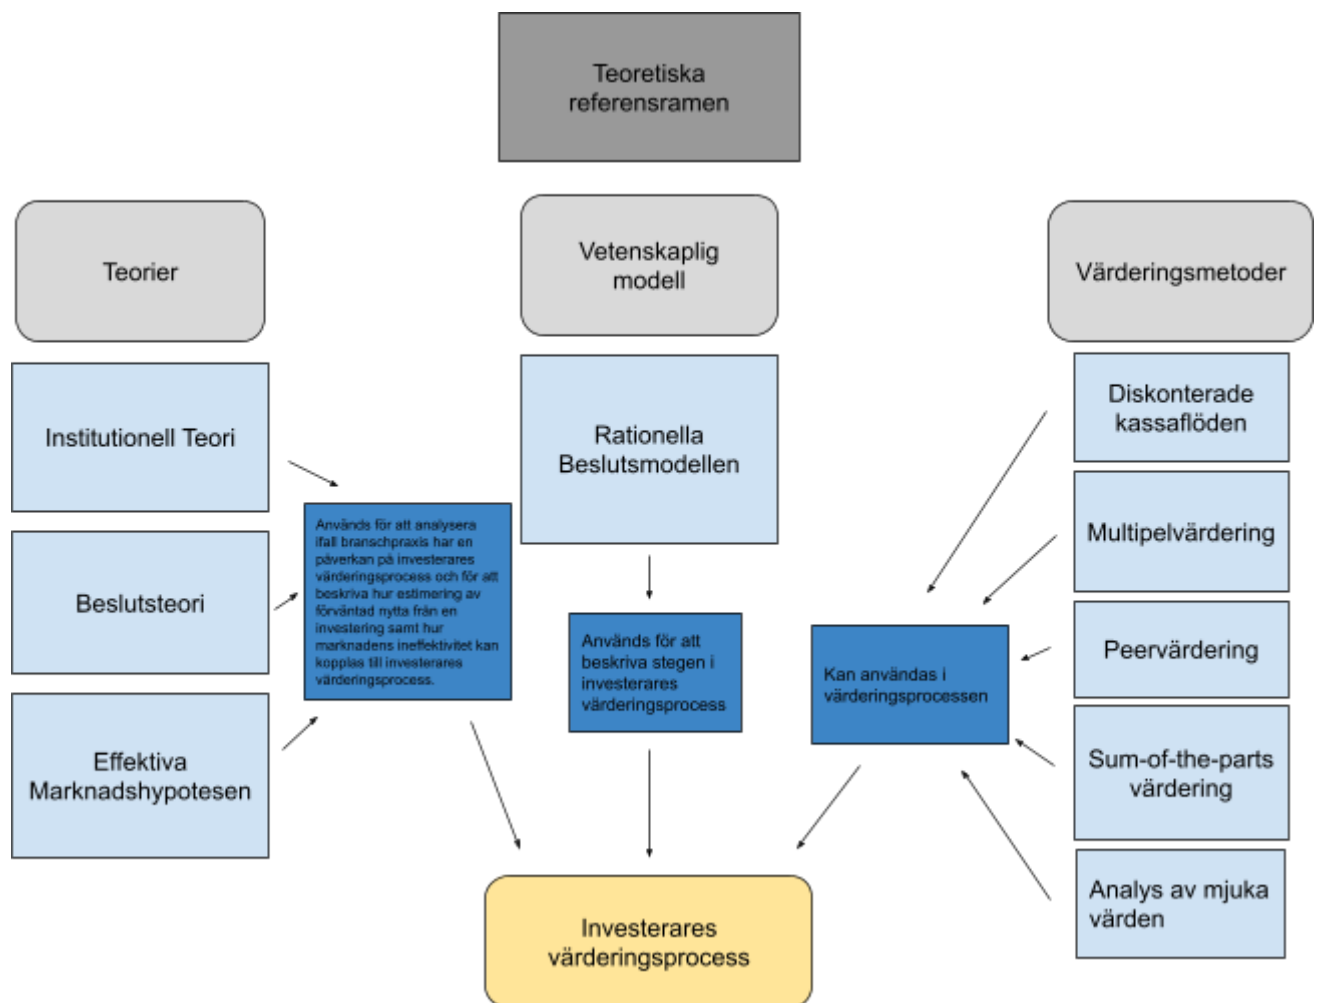 Teoretiska
referensramen
Teorier
Vetenskaplig
modell
Värderingsmetoder
Institutionell Teori
Beslutsteori
Effektiva
Marknadshypotesen
Används för att analysera
ifall branschpraxis har en
påverkan på investerares
värderingsprocess och för att
beskriva hur estimering av
förväntad nytta från en
investering samt hur
marknadens ineffektivitet kan
kopplas till investerares
värderingsprocess.
Rationella
Beslutsmodellen
Används för att
beskriva stegen i
investerares
värderingsprocess
Diskonterade
kassaflöden
Multipelvärdering
Peervärdering
Sum-of-the-parts
värdering
Analys av mjuka
värden
Kan användas i
värderingsprocessen
Investerares
värderingsprocess